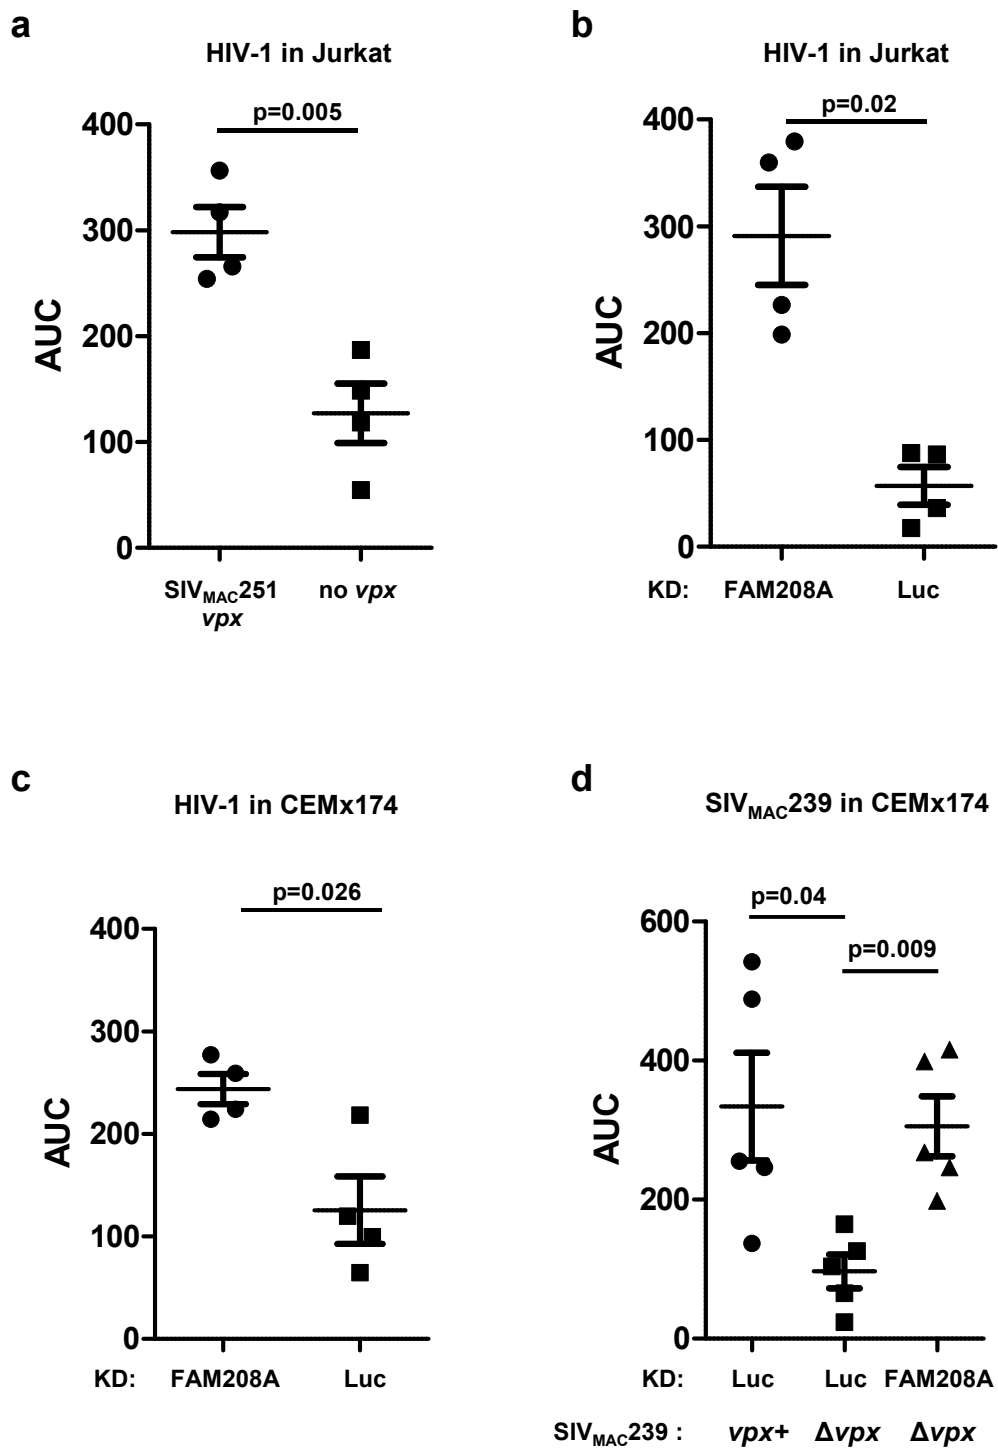 a
HIV-1 in Jurkat
p=0.005
400
300
200
100
0
AUC
SIVMAC251
vpx
no vpx
b
HIV-1 in Jurkat
p=0.02
400
300
200
100
0
AUC
KD: FAM208A Luc
c
HIV-1 in CEMx174
p=0.026
400
300
200
100
0
AUC
KD: FAM208A Luc
d
SIVMAC239 in CEMx174
p=0.04
p=0.009
600
400
200
0
AUC
KD: Luc Luc FAM208A
SIVMAC239 : vpx+ Δvpx Δvpx